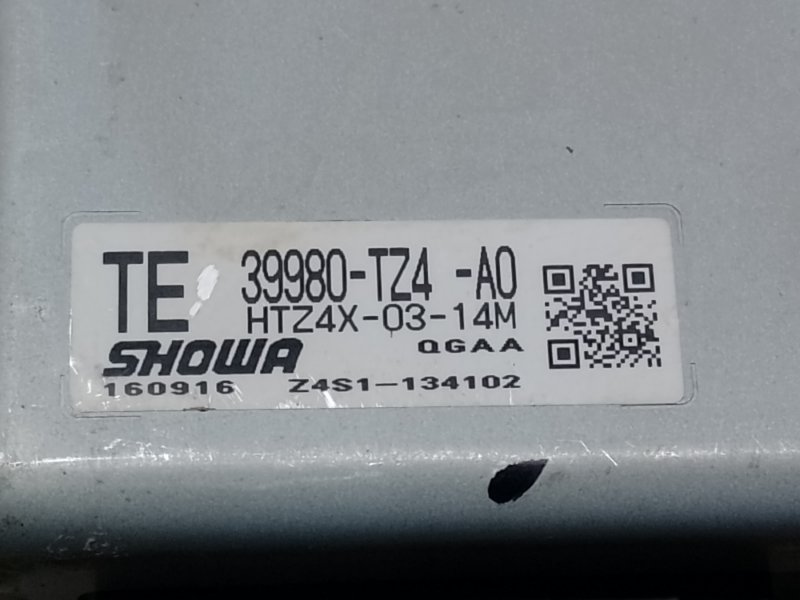 TE 39980-TZ4 -A0
HTZ4X-03-14M
SHOWA QGAA
160916 Z4S1-134102